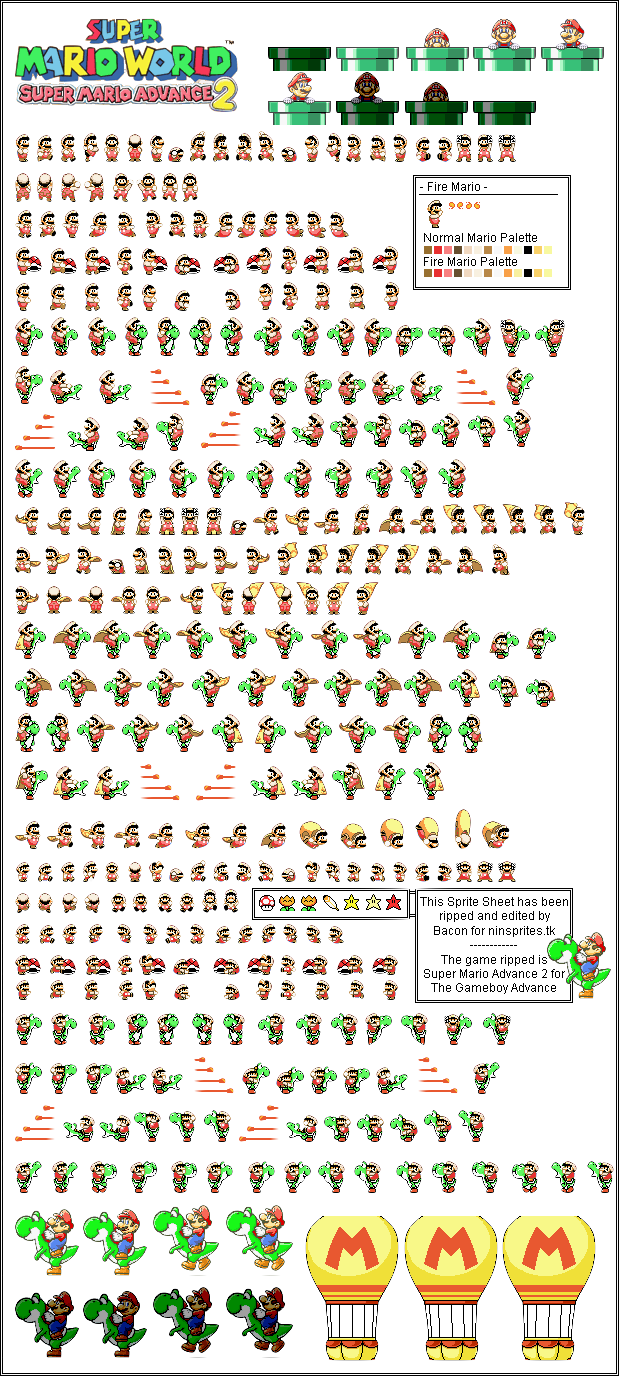 SUPER
MARIO WORLD™
SUPER MARIO ADVANCE 2
- Fire Mario -
Normal Mario Palette
Fire Mario Palette
This Sprite Sheet has been
ripped and edited by
Bacon for ninsprites.tk
------------
The game ripped is
Super Mario Advance 2 for
The Gameboy Advance
M M M